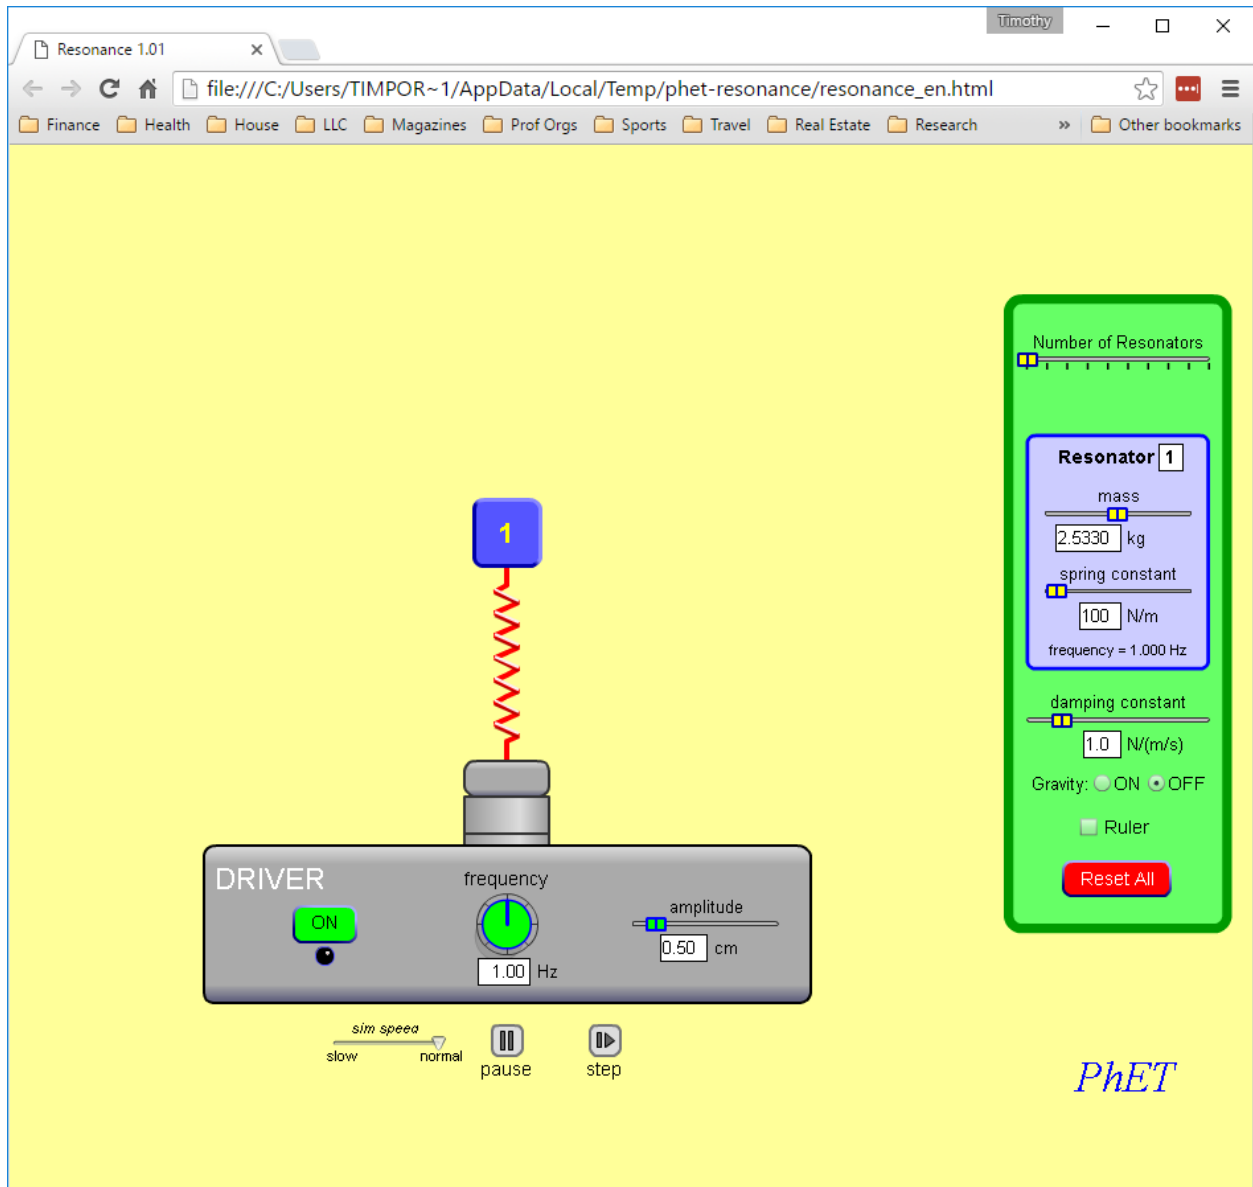 Timothy
Resonance 1.01
file:///C:/Users/TIMPOR~1/AppData/Local/Temp/phet-resonance/resonance_en.html
Finance Health House LLC Magazines Prof Orgs Sports Travel Real Estate Research » Other bookmarks
Number of Resonators
Resonator 1
mass
2.5330 kg
spring constant
100 N/m
frequency = 1.000 Hz
damping constant
1.0 N/(m/s)
Gravity: ON OFF
Ruler
Reset All
1
DRIVER
ON
frequency
1.00 Hz
amplitude
0.50 cm
sim speed
slow normal
pause
step
PhET